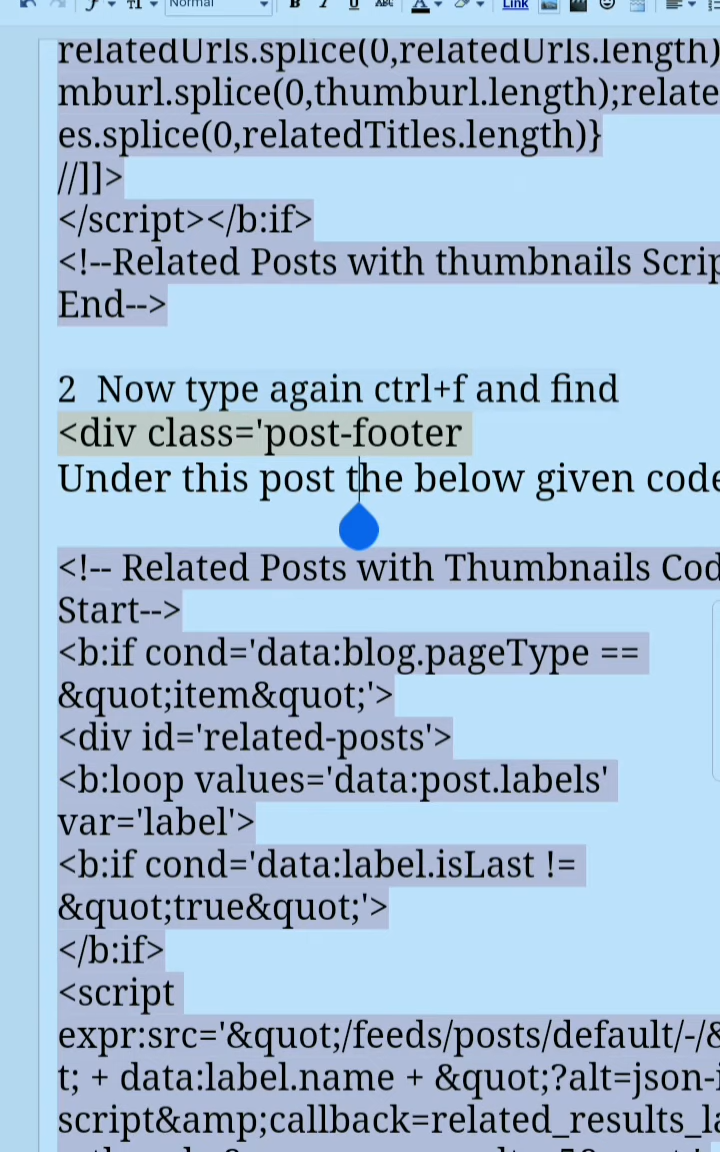 Normal
B I U ABC A Link
relatedUrls.splice(0,relatedUrls.length)
mburl.splice(0,thumburl.length);relate
es.splice(0,relatedTitles.length)}
//]]>
</script></b:if>
<!--Related Posts with thumbnails Scrip
End-->
2 Now type again ctrl+f and find
<div class='post-footer
Under this post the below given code
<!-- Related Posts with Thumbnails Cod
Start-->
<b:if cond='data:blog.pageType ==
&quot;item&quot;'>
<div id='related-posts'>
<b:loop values='data:post.labels'
var='label'>
<b:if cond='data:label.isLast !=
&quot;true&quot;'>
</b:if>
<script
expr:src='&quot;/feeds/posts/default/-/&
t; + data:label.name + &quot;?alt=json-i
script&amp;callback=related_results_la